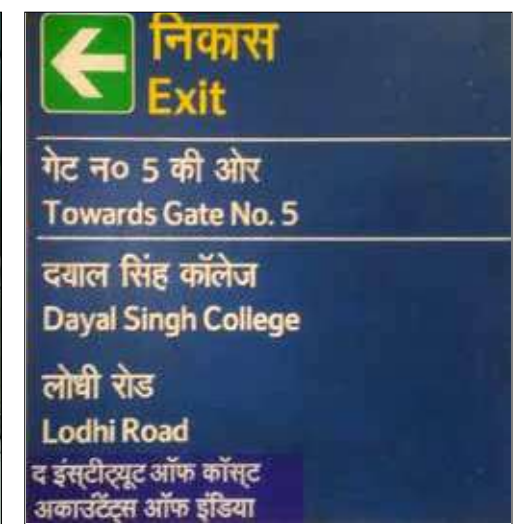 निकास
Exit
गेट न० 5 की ओर
Towards Gate No. 5
दयाल सिंह कॉलेज
Dayal Singh College
लोधी रोड
Lodhi Road
द इंस्टीट्यूट ऑफ कॉस्ट
अकाउंटेंट्स ऑफ इंडिया